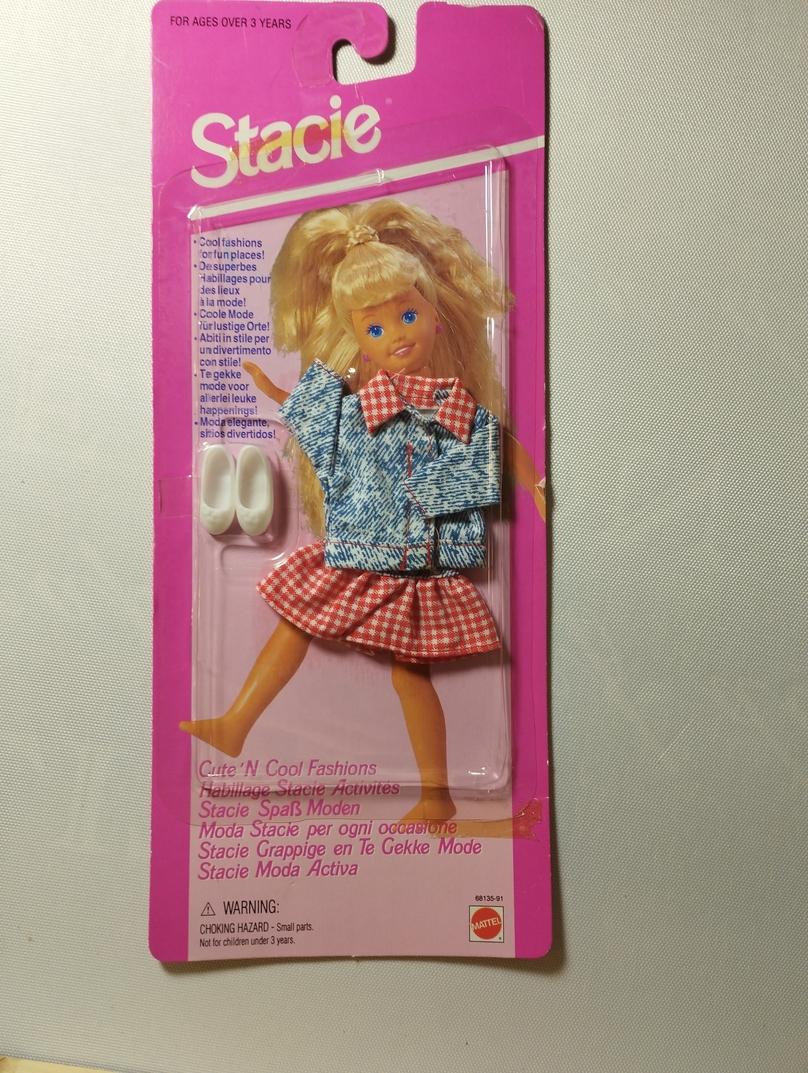 FOR AGES OVER 3 YEARS
Stacie
• Cool fashions
for fun places!
• De superbes
Habillages pour
des lieux
à la mode!
• Coole Mode
für lustige Orte!
• Abiti in stile per
un divertimento
con stile!
• Te gekke
mode voor
allerlei leuke
happenings!
• Moda elegante,
sitios divertidos!
Cute 'N Cool Fashions
Habillage Stacie Activités
Stacie Spaß Moden
Moda Stacie per ogni occasione
Stacie Grappige en Te Gekke Mode
Stacie Moda Activa
68135-91
⚠ WARNING:
CHOKING HAZARD - Small parts.
Not for children under 3 years.
MATTEL
®